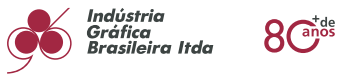 Indústria
Gráfica
Brasileira ltda
80 + de
anos